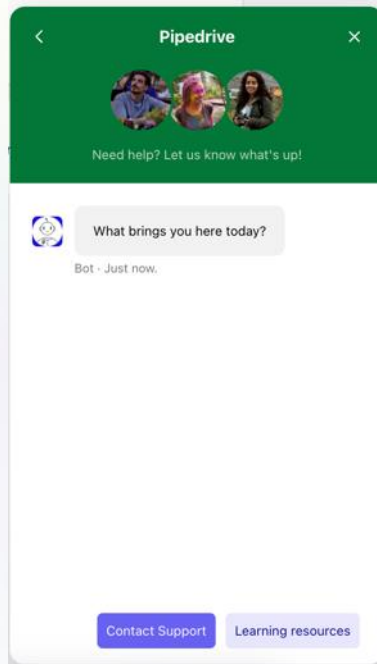 Pipedrive
Need help? Let us know what's up!
What brings you here today?
Bot · Just now.
Contact Support
Learning resources